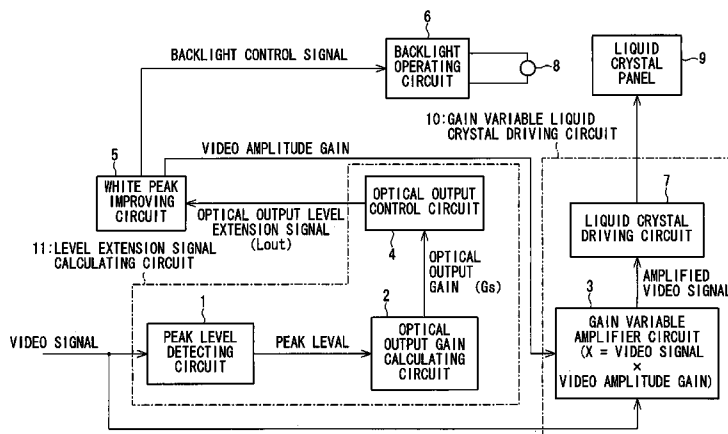 6
BACKLIGHT CONTROL SIGNAL
BACKLIGHT
OPERATING
CIRCUIT
8
LIQUID
CRYSTAL
PANEL
9
10:GAIN VARIABLE LIQUID
CRYSTAL DRIVING CIRCUIT
5
VIDEO AMPLITUDE GAIN
WHITE PEAK
IMPROVING
CIRCUIT
OPTICAL OUTPUT
CONTROL CIRCUIT
4
OPTICAL OUTPUT LEVEL
EXTENSION SIGNAL
(Lout)
11:LEVEL EXTENSION SIGNAL
CALCULATING CIRCUIT
7
LIQUID CRYSTAL
DRIVING CIRCUIT
OPTICAL
OUTPUT
GAIN (Gs)
AMPLIFIED
VIDEO SIGNAL
1
2
3
VIDEO SIGNAL
PEAK LEVEL
DETECTING
CIRCUIT
PEAK LEVAL
OPTICAL
OUTPUT GAIN
CALCULATING
CIRCUIT
GAIN VARIABLE
AMPLIFIER CIRCUIT
(X = VIDEO SIGNAL
×
VIDEO AMPLITUDE GAIN)